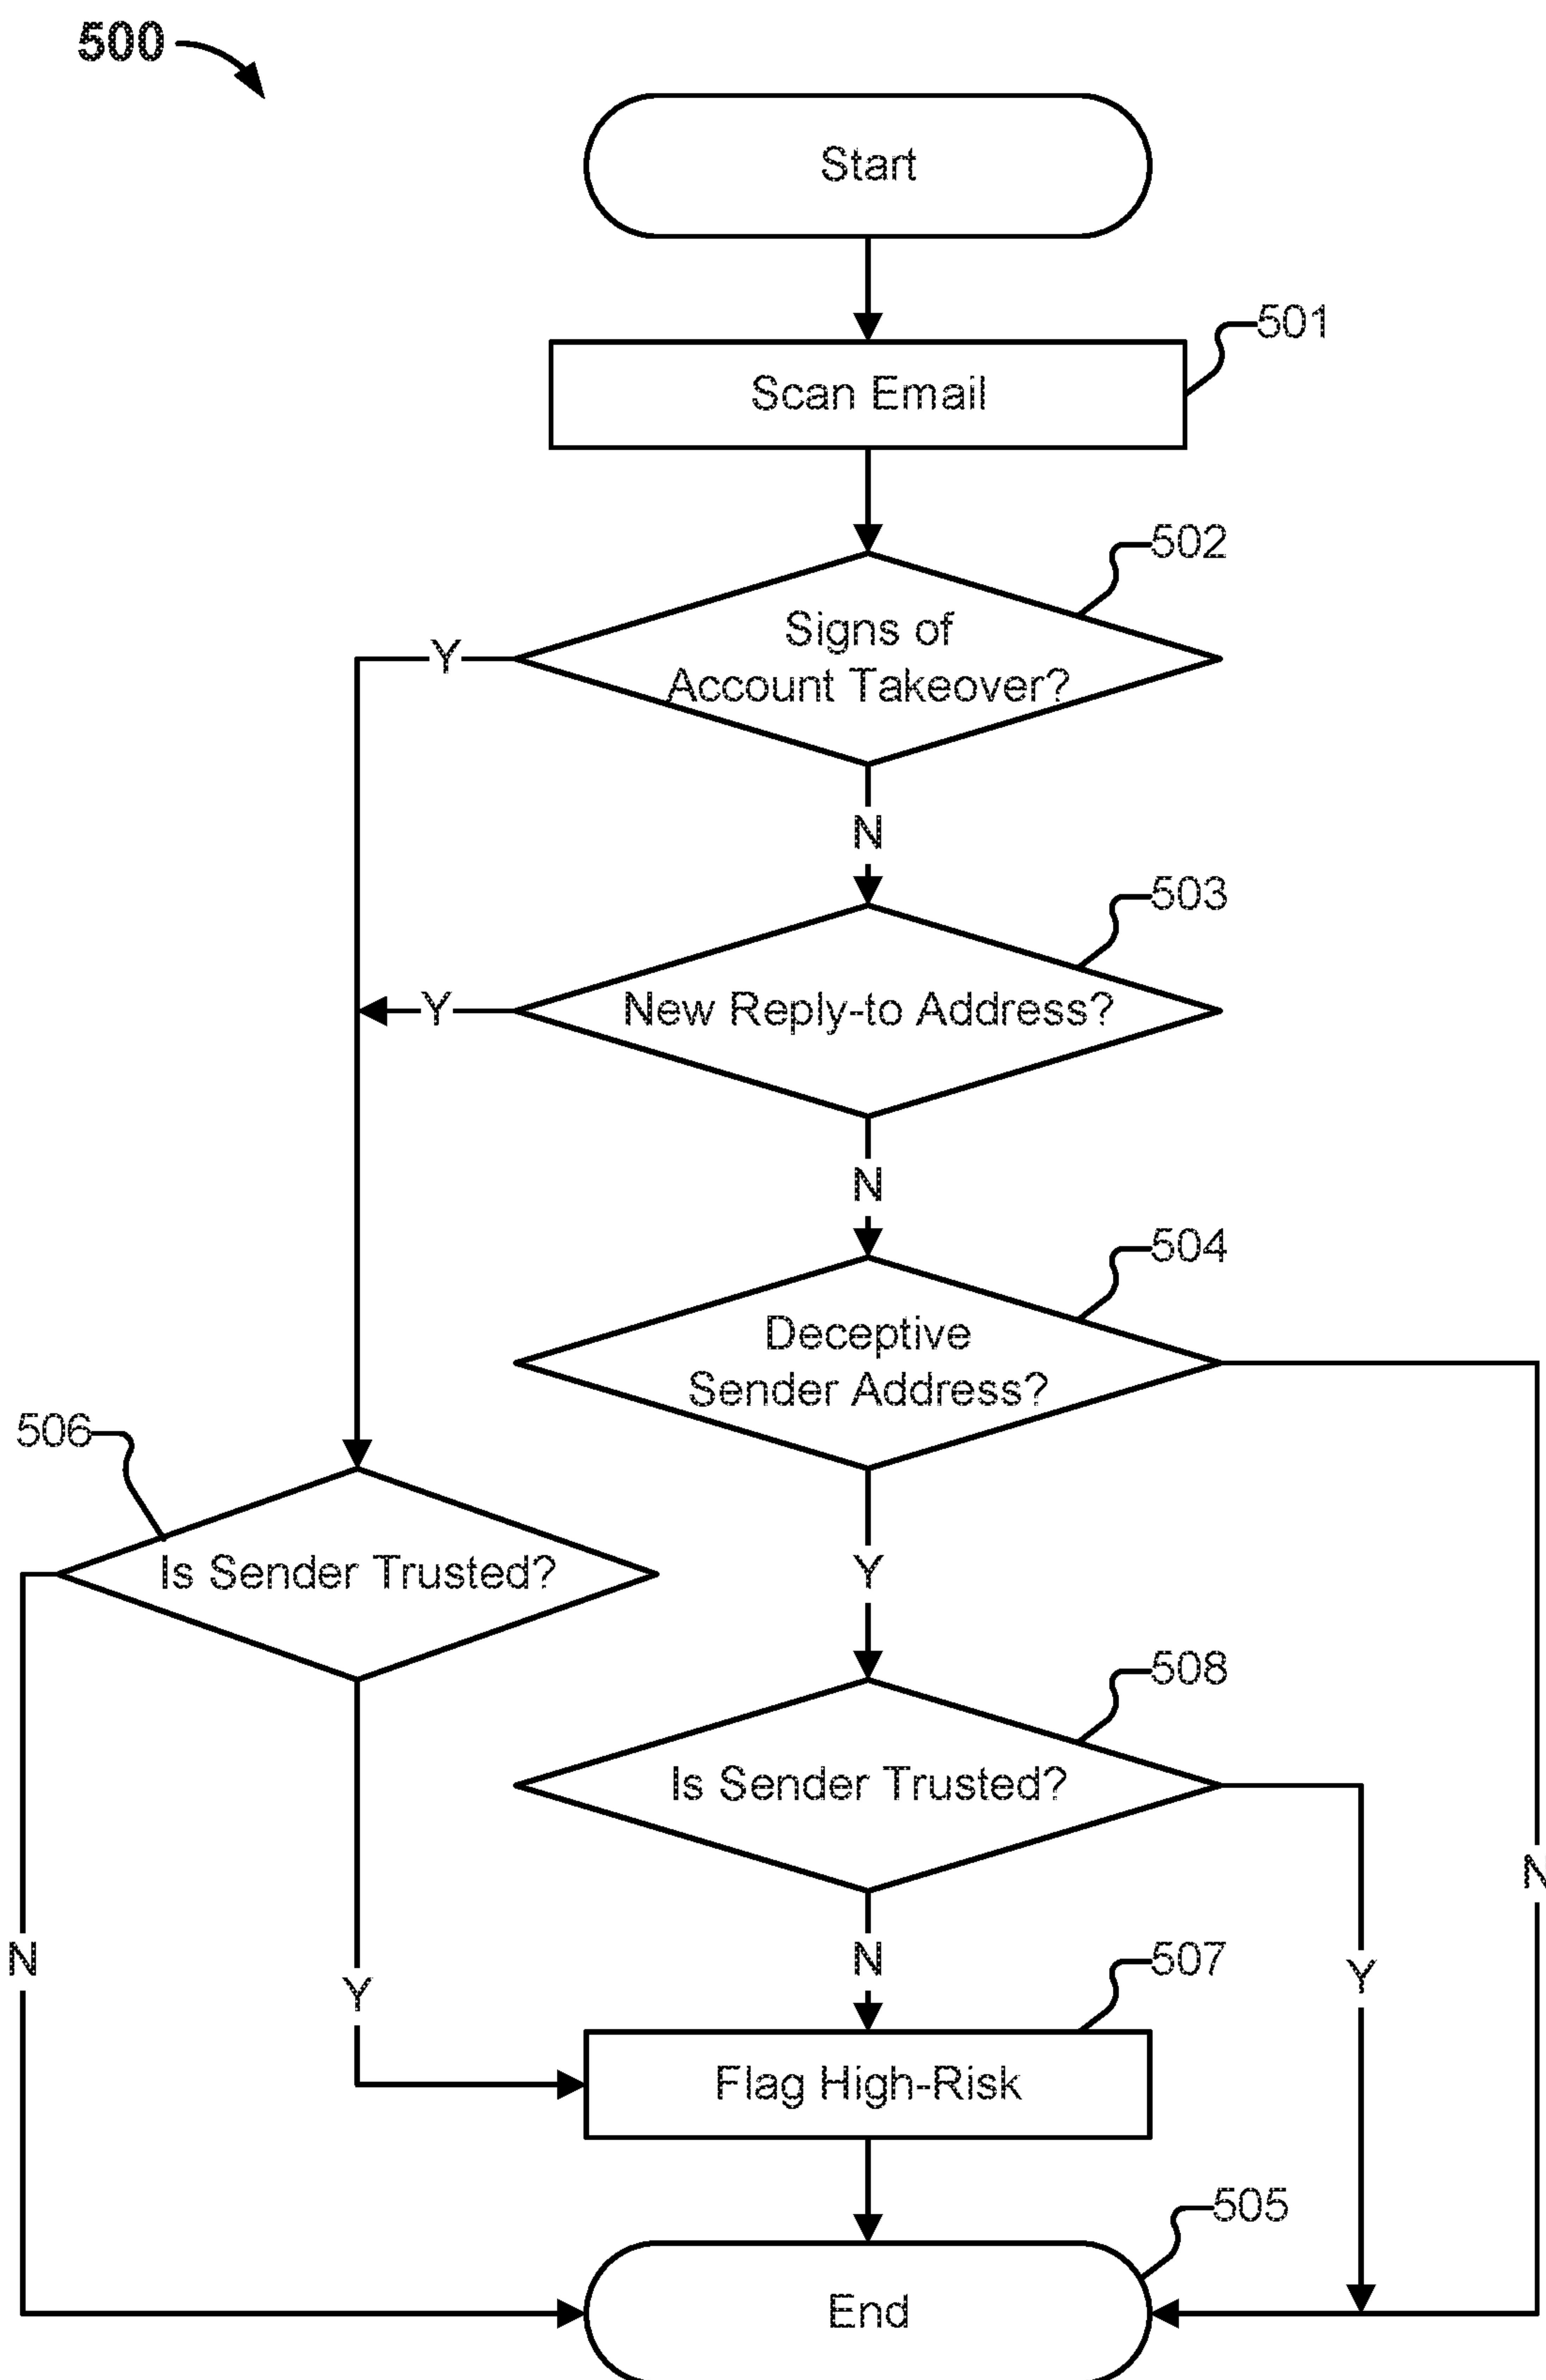 500
Start
501
Scan Email
502
Signs of
Account Takeover?
Y
N
503
New Reply-to Address?
Y
N
504
Deceptive
Sender Address?
506
Is Sender Trusted?
Y
508
Is Sender Trusted?
N
N
Y
N
Y
507
Flag High-Risk
505
End